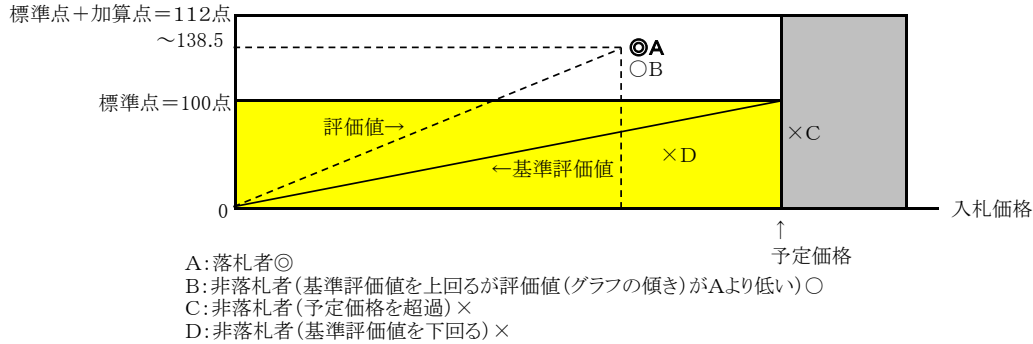 標準点＋加算点＝112点
～138.5
◎A
○B
標準点＝100点
評価値→
×C
×D
←基準評価値
0
入札価格
↑
予定価格
A：落札者◎
B：非落札者（基準評価値を上回るが評価値（グラフの傾き）がAより低い）○
C：非落札者（予定価格を超過）×
D：非落札者（基準評価値を下回る）×